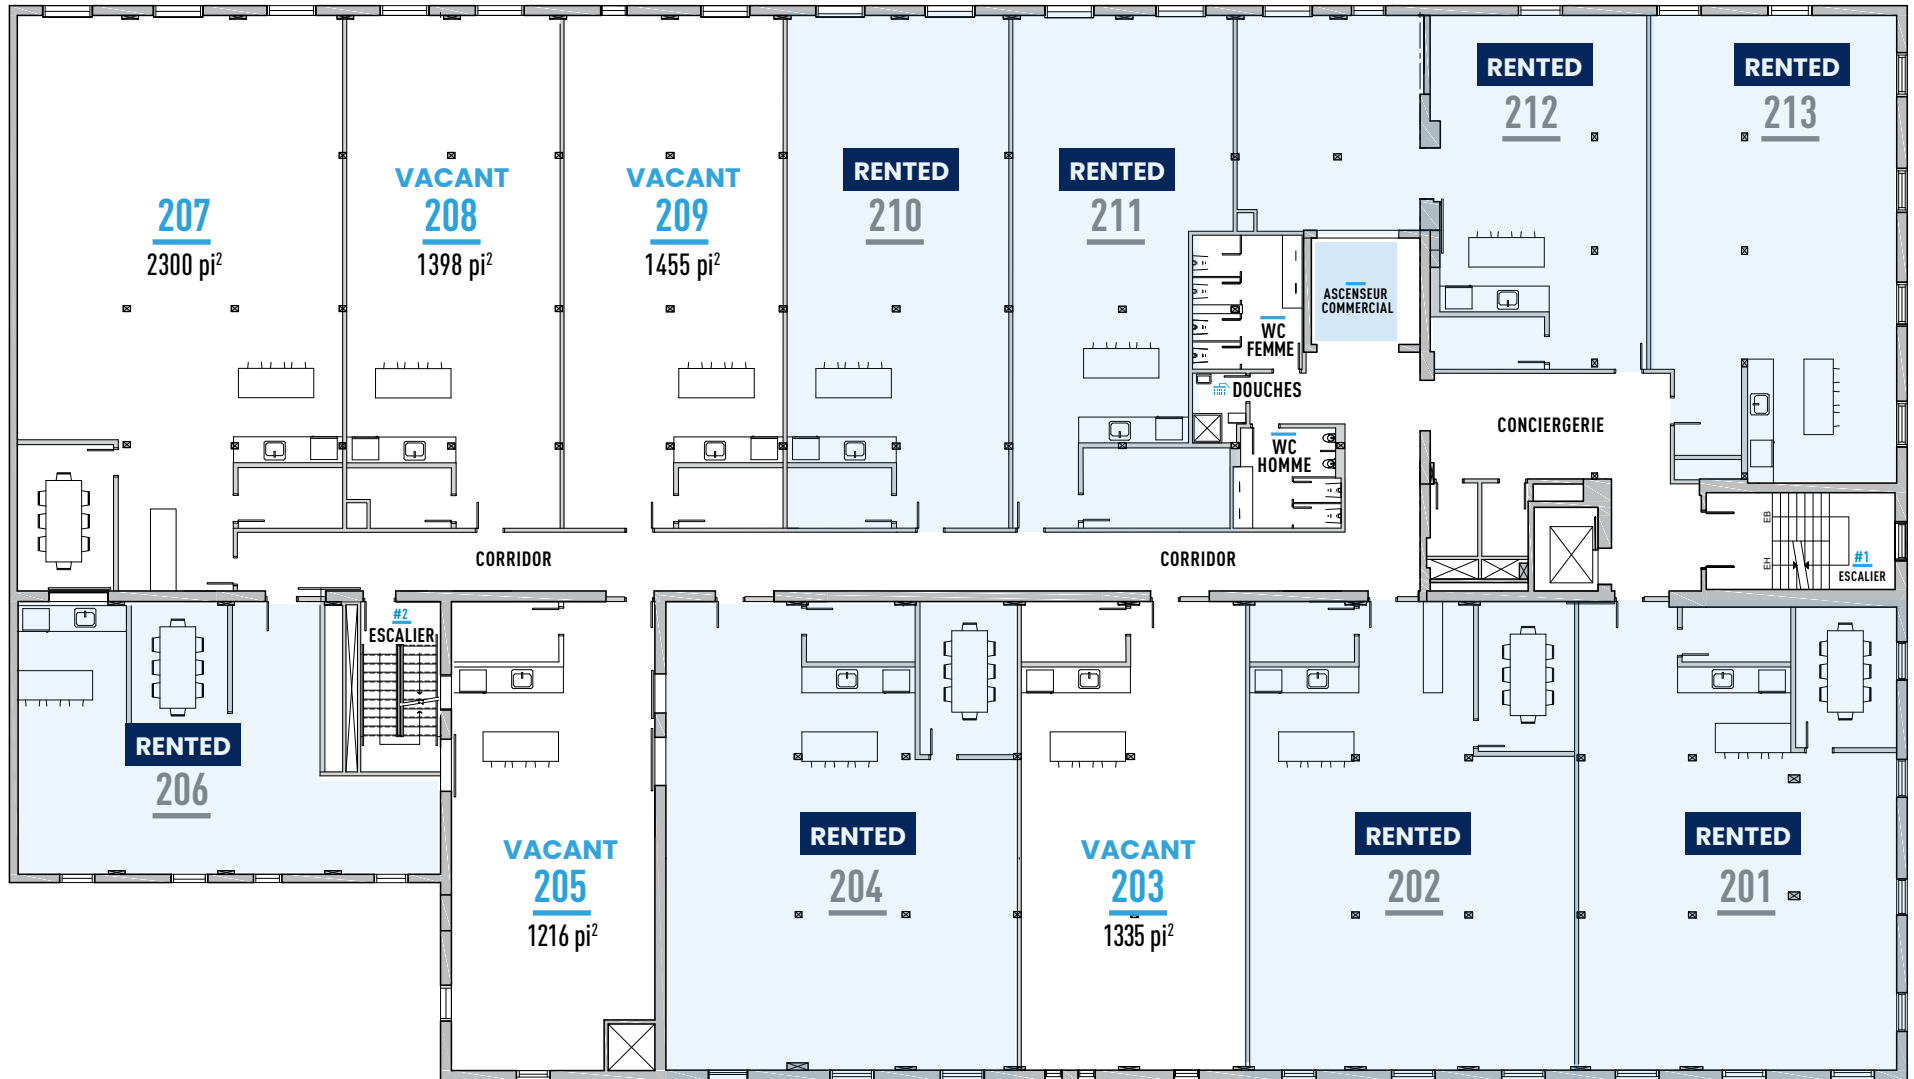 RENTED
212
RENTED
213
207
2300 pi²
VACANT
208
1398 pi²
VACANT
209
1455 pi²
RENTED
210
RENTED
211
ASCENSEUR
COMMERCIAL
WC
FEMME
DOUCHES
WC
HOMME
CONCIERGERIE
CORRIDOR
CORRIDOR
EB
EH
#1
ESCALIER
#2
ESCALIER
RENTED
206
VACANT
205
1216 pi²
RENTED
204
VACANT
203
1335 pi²
RENTED
202
RENTED
201